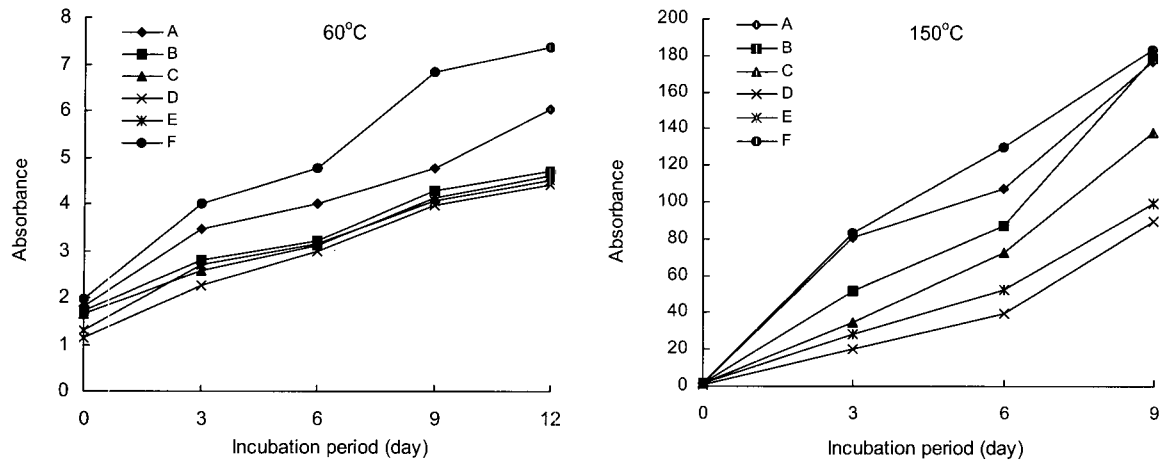 60°C
A
B
C
D
E
F
Absorbance
8
7
6
5
4
3
2
1
0
0 3 6 9 12
Incubation period (day)
150°C
A
B
C
D
E
F
Absorbance
200
180
160
140
120
100
80
60
40
20
0
0 3 6 9
Incubation period (day)